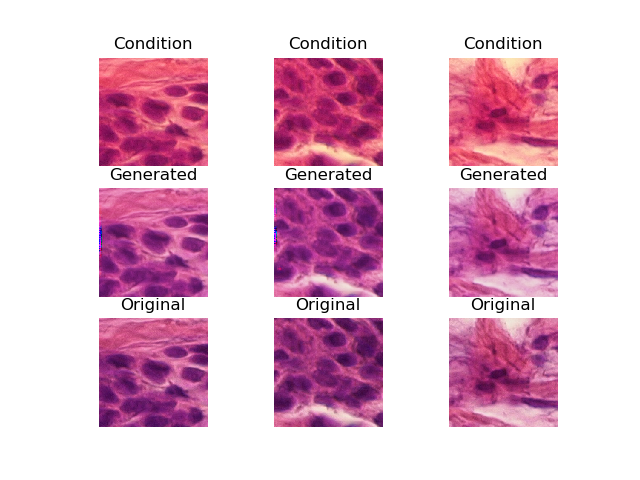 Condition Condition Condition
Generated Generated Generated
Original Original Original